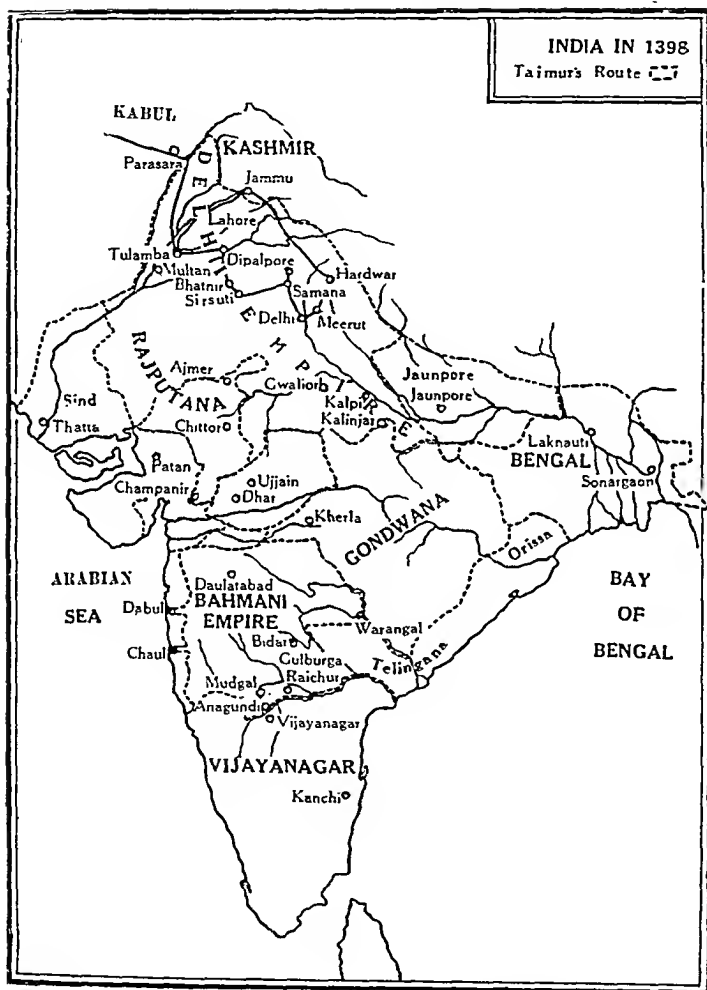 INDIA IN 1398
Taimur's Route
KABUL
Parasara
KASHMIR
DELHI EMPIRE
Jammu
Lahore
Tulamba
Multan
Dipalpore
Bhatnir
Sirsuti
Samana
Hardwar
Delhi
Meerut
RAJPUTANA
Ajmer
Gwalior
Jaunpore
Jaunpore
Kalpi
Kalinjar
Sind
Thatta
Chittor
Laknauti
BENGAL
Sonargaon
Patan
Champanir
Ujjain
Dhar
Kherla
GONDWANA
Orissa
ARABIAN
SEA
BAY
OF
BENGAL
Daulatabad
BAHMANI
EMPIRE
Dabul
Bidar
Warangal
Chaul
Gulburga
Telingana
Mudgal
Raichur
Anagundi
Vijayanagar
VIJAYANAGAR
Kanchi